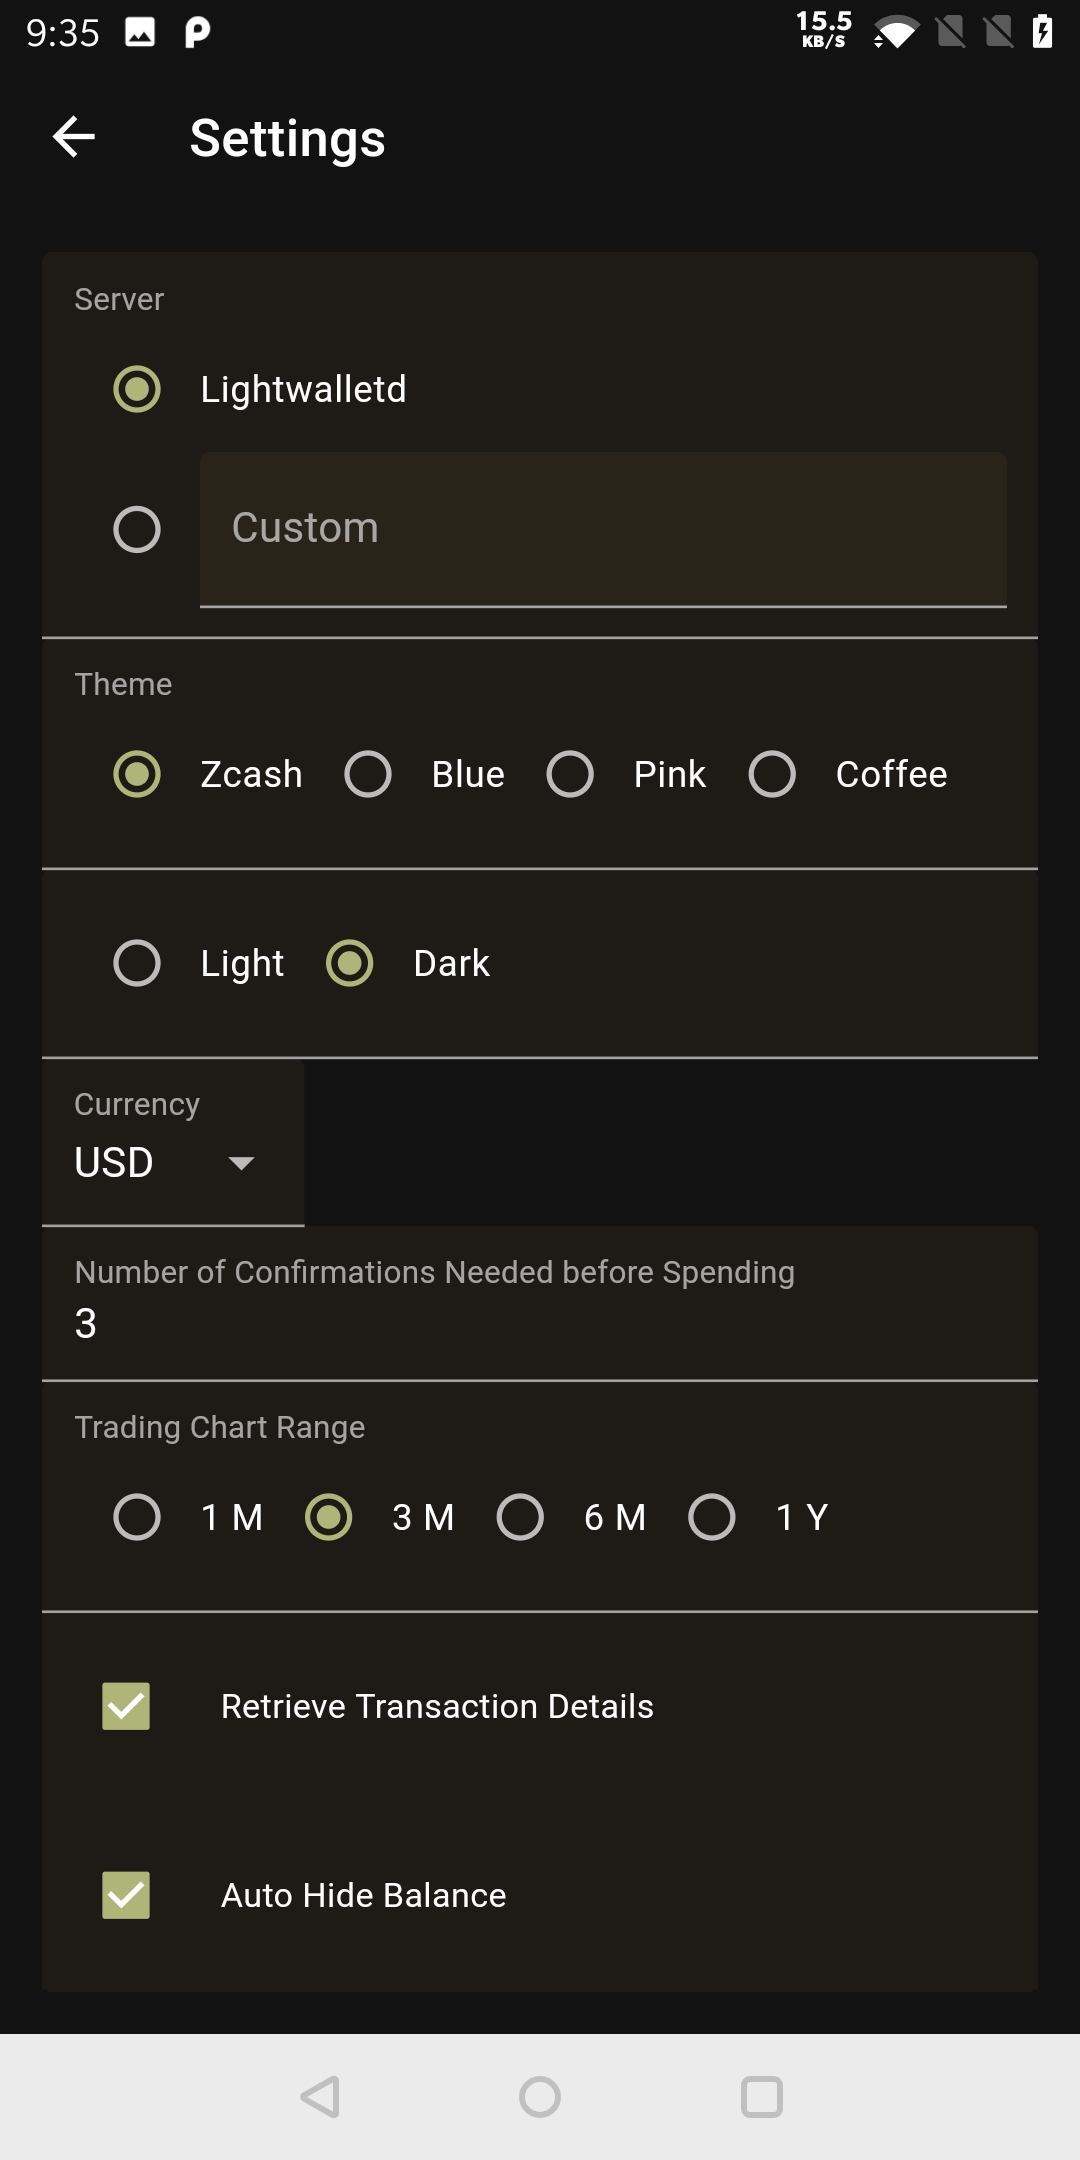 9:35
15.5
KB/S
Settings
Server
Lightwalletd
Custom
Theme
Zcash Blue Pink Coffee
Light Dark
Currency
USD
Number of Confirmations Needed before Spending
3
Trading Chart Range
1 M 3 M 6 M 1 Y
Retrieve Transaction Details
Auto Hide Balance